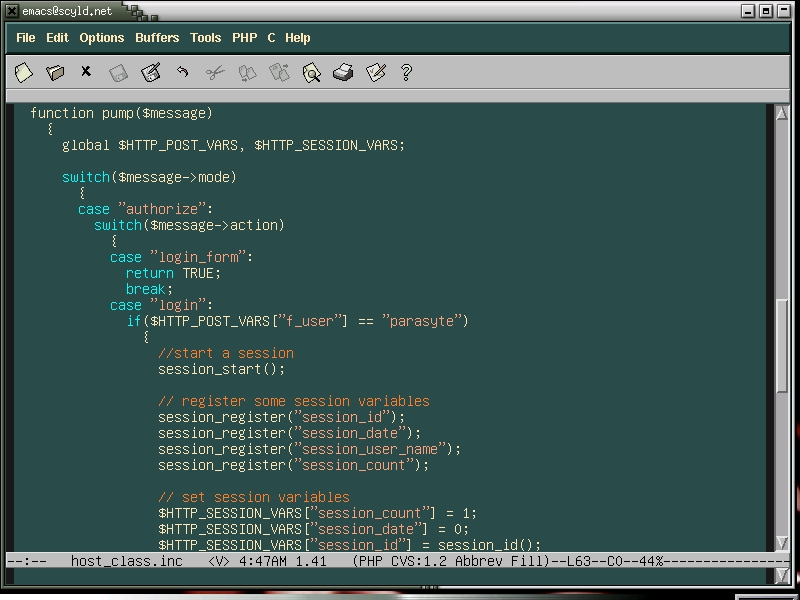 emacs@scyld.net
File Edit Options Buffers Tools PHP C Help
function pump($message)
{
global $HTTP_POST_VARS, $HTTP_SESSION_VARS;
switch($message->mode)
{
case "authorize":
switch($message->action)
{
case "login_form":
return TRUE;
break;
case "login":
if($HTTP_POST_VARS["f_user"] == "parasyte")
{
//start a session
session_start();
// register some session variables
session_register("session_id");
session_register("session_date");
session_register("session_user_name");
session_register("session_count");
// set session variables
$HTTP_SESSION_VARS["session_count"] = 1;
$HTTP_SESSION_VARS["session_date"] = 0;
$HTTP_SESSION_VARS["session_id"] = session_id();
--:-- host_class.inc <V> 4:47AM 1.41 (PHP CVS:1.2 Abbrev Fill)--L63--C0--44%----------------